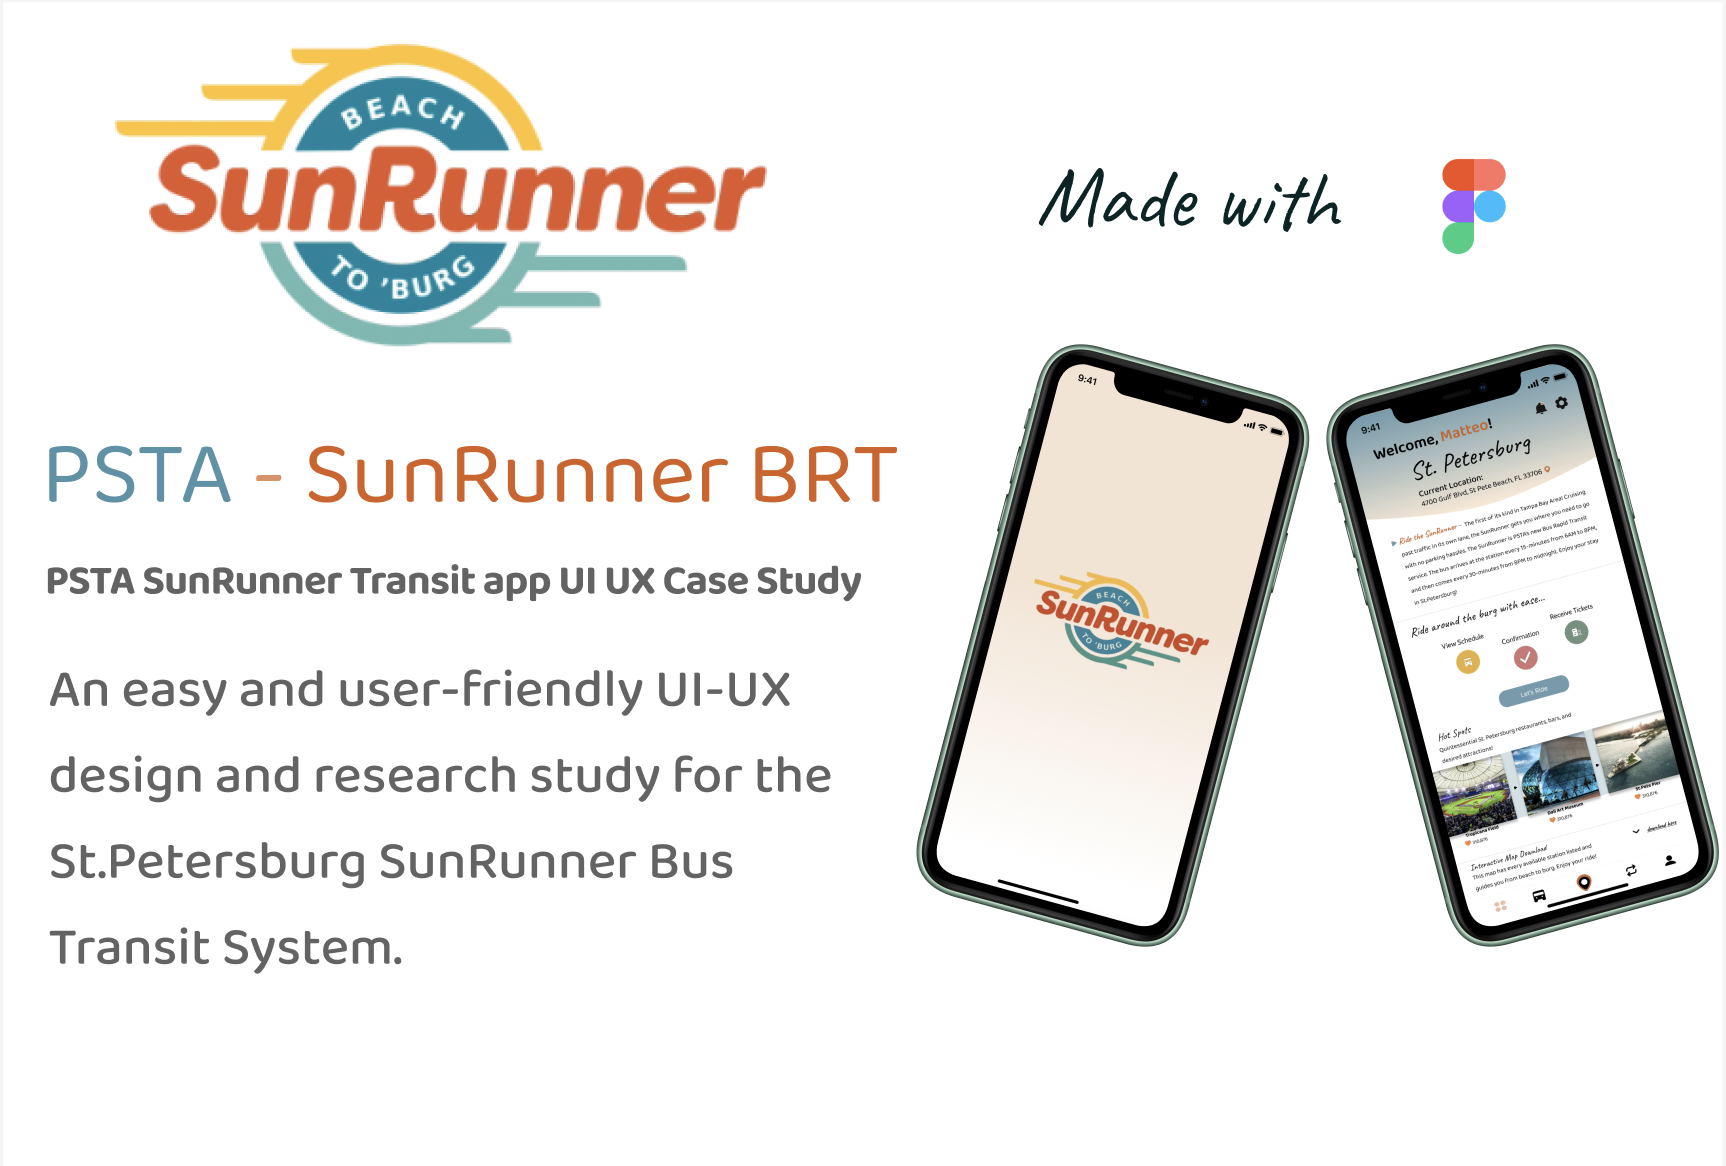 BEACH
SunRunner
TO 'BURG
Made with
PSTA - SunRunner BRT
PSTA SunRunner Transit app UI UX Case Study
An easy and user-friendly UI-UX
design and research study for the
St.Petersburg SunRunner Bus
Transit System.
9:41
BEACH
SunRunner
TO 'BURG
9:41
Welcome, Matteo!
St. Petersburg
Current Location:
4700 Gulf Blvd, St Pete Beach, FL 33706
Ride the SunRunner - The first of its kind in Tampa Bay Area! Cruising
past traffic in its own lane, the SunRunner gets you where you need to go
with no parking hassles. The SunRunner is PSTA's new Bus Rapid Transit
service. The bus arrives at the station every 15-minutes from 6AM to 8PM,
and then comes every 30-minutes from 8PM to midnight. Enjoy your stay
in St.Petersburg!
Ride around the burg with ease...
View Schedule
Confirmation
Receive Tickets
Let's Ride
Hot Spots
Quintessential St. Petersburg restaurants, bars, and
desired attractions!
Tropicana Field
Dali Art Museum
310,876
St.Pete Pier
310,876
Interactive Map Download
download here
This map has every available station listed and
guides you from beach to burg. Enjoy your ride!